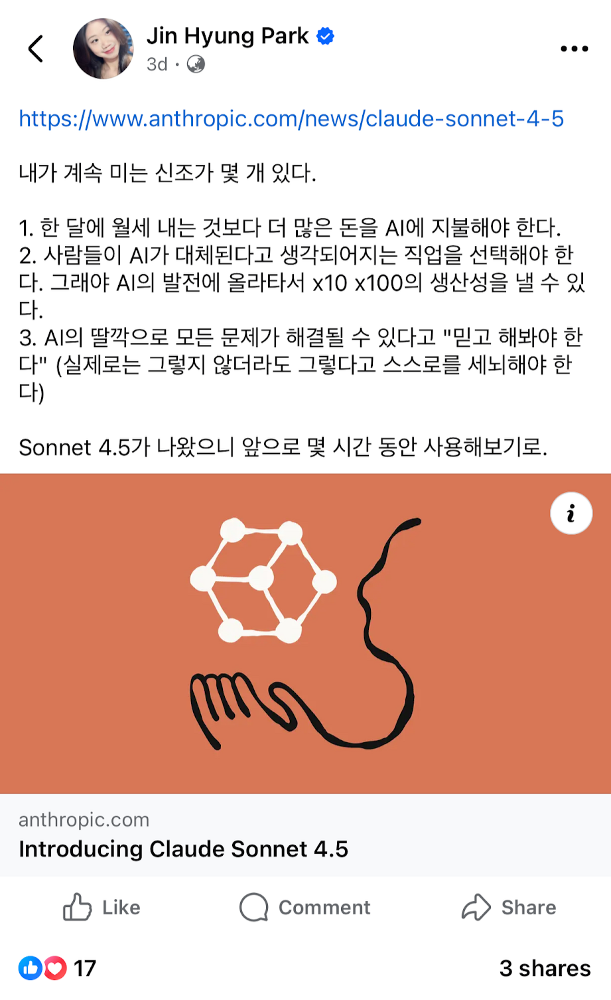 Jin Hyung Park
3d ·
https://www.anthropic.com/news/claude-sonnet-4-5
내가 계속 미는 신조가 몇 개 있다.
1. 한 달에 월세 내는 것보다 더 많은 돈을 AI에 지불해야 한다.
2. 사람들이 AI가 대체된다고 생각되어지는 직업을 선택해야 한
다. 그래야 AI의 발전에 올라타서 x10 x100의 생산성을 낼 수 있
다.
3. AI의 딸깍으로 모든 문제가 해결될 수 있다고 "믿고 해봐야 한
다" (실제로는 그렇지 않더라도 그렇다고 스스로를 세뇌해야 한
다)
Sonnet 4.5가 나왔으니 앞으로 몇 시간 동안 사용해보기로.
i
anthropic.com
Introducing Claude Sonnet 4.5
Like Comment Share
17 3 shares